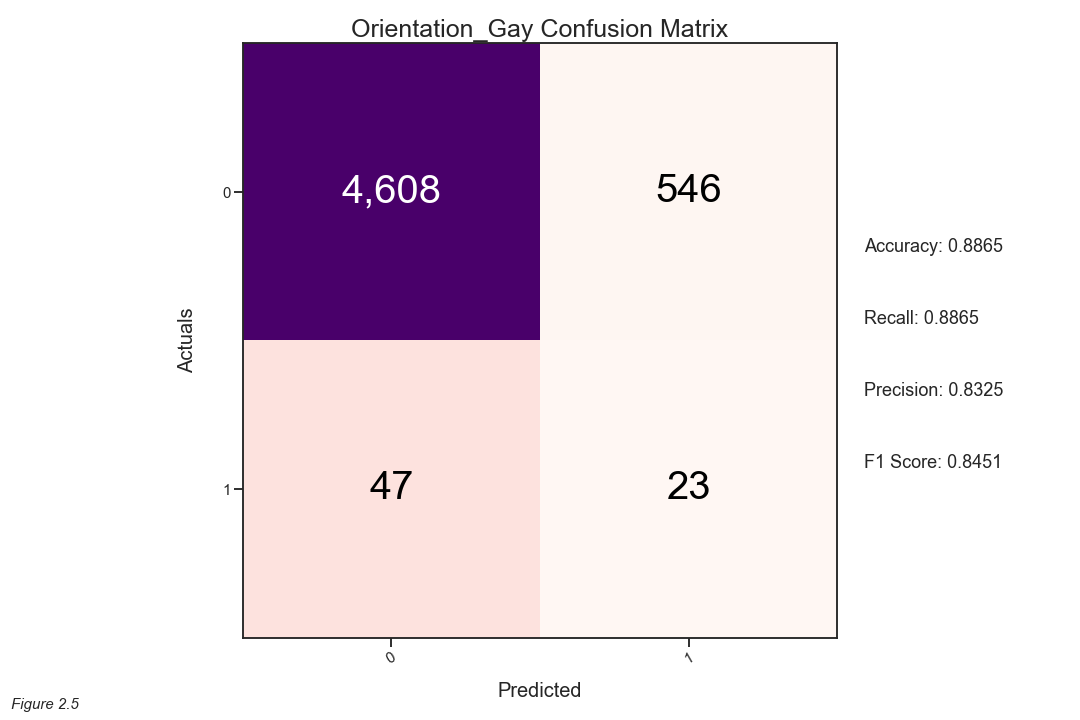 Orientation_Gay Confusion Matrix
4,608
546
0
Accuracy: 0.8865
Recall: 0.8865
Actuals
Precision: 0.8325
F1 Score: 0.8451
47
23
1
0
1
Predicted
Figure 2.5